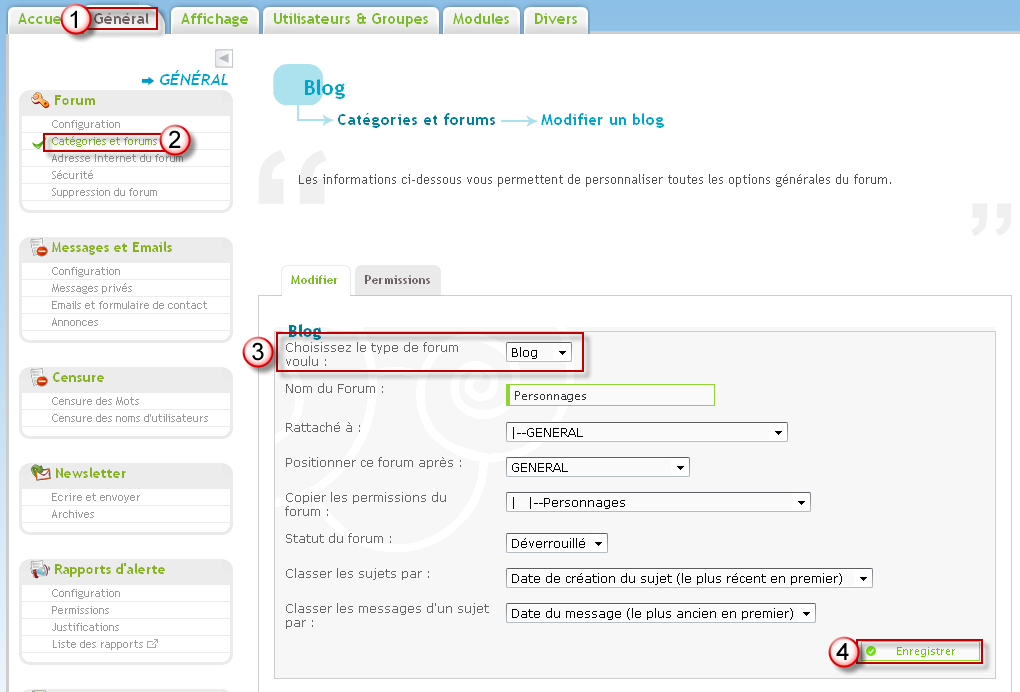 Accue 1 Général Affichage Utilisateurs & Groupes Modules Divers
GÉNÉRAL
Forum
Configuration
Catégories et forums 2
Adresse Internet du forum
Sécurité
Suppression du forum
Messages et Emails
Configuration
Messages privés
Emails et formulaire de contact
Annonces
Censure
Censure des Mots
Censure des noms d'utilisateurs
Newsletter
Ecrire et envoyer
Archives
Rapports d'alerte
Configuration
Permissions
Justifications
Liste des rapports
Blog
Catégories et forums Modifier un blog
Les informations ci-dessous vous permettent de personnaliser toutes les options générales du forum.
Modifier Permissions
Blog
3 Choisissez le type de forum
voulu : Blog
Nom du Forum : Personnages
Rattaché à : |--GENERAL
Positionner ce forum après : GENERAL
Copier les permissions du
forum : | |--Personnages
Statut du forum : Déverrouillé
Classer les sujets par : Date de création du sujet (le plus récent en premier)
Classer les messages d'un sujet
par : Date du message (le plus ancien en premier)
4 Enregistrer